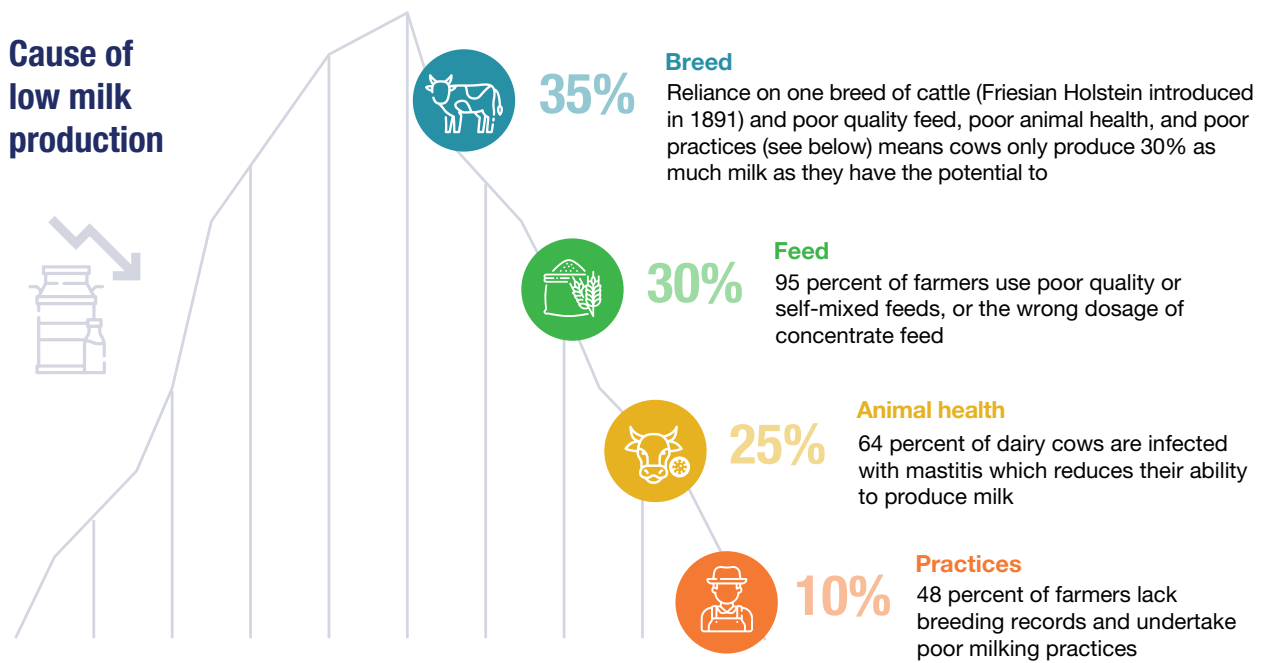 Cause of
low milk
production
35%
Breed
Reliance on one breed of cattle (Friesian Holstein introduced
in 1891) and poor quality feed, poor animal health, and poor
practices (see below) means cows only produce 30% as
much milk as they have the potential to
30%
Feed
95 percent of farmers use poor quality or
self-mixed feeds, or the wrong dosage of
concentrate feed
25%
Animal health
64 percent of dairy cows are infected
with mastitis which reduces their ability
to produce milk
10%
Practices
48 percent of farmers lack
breeding records and undertake
poor milking practices